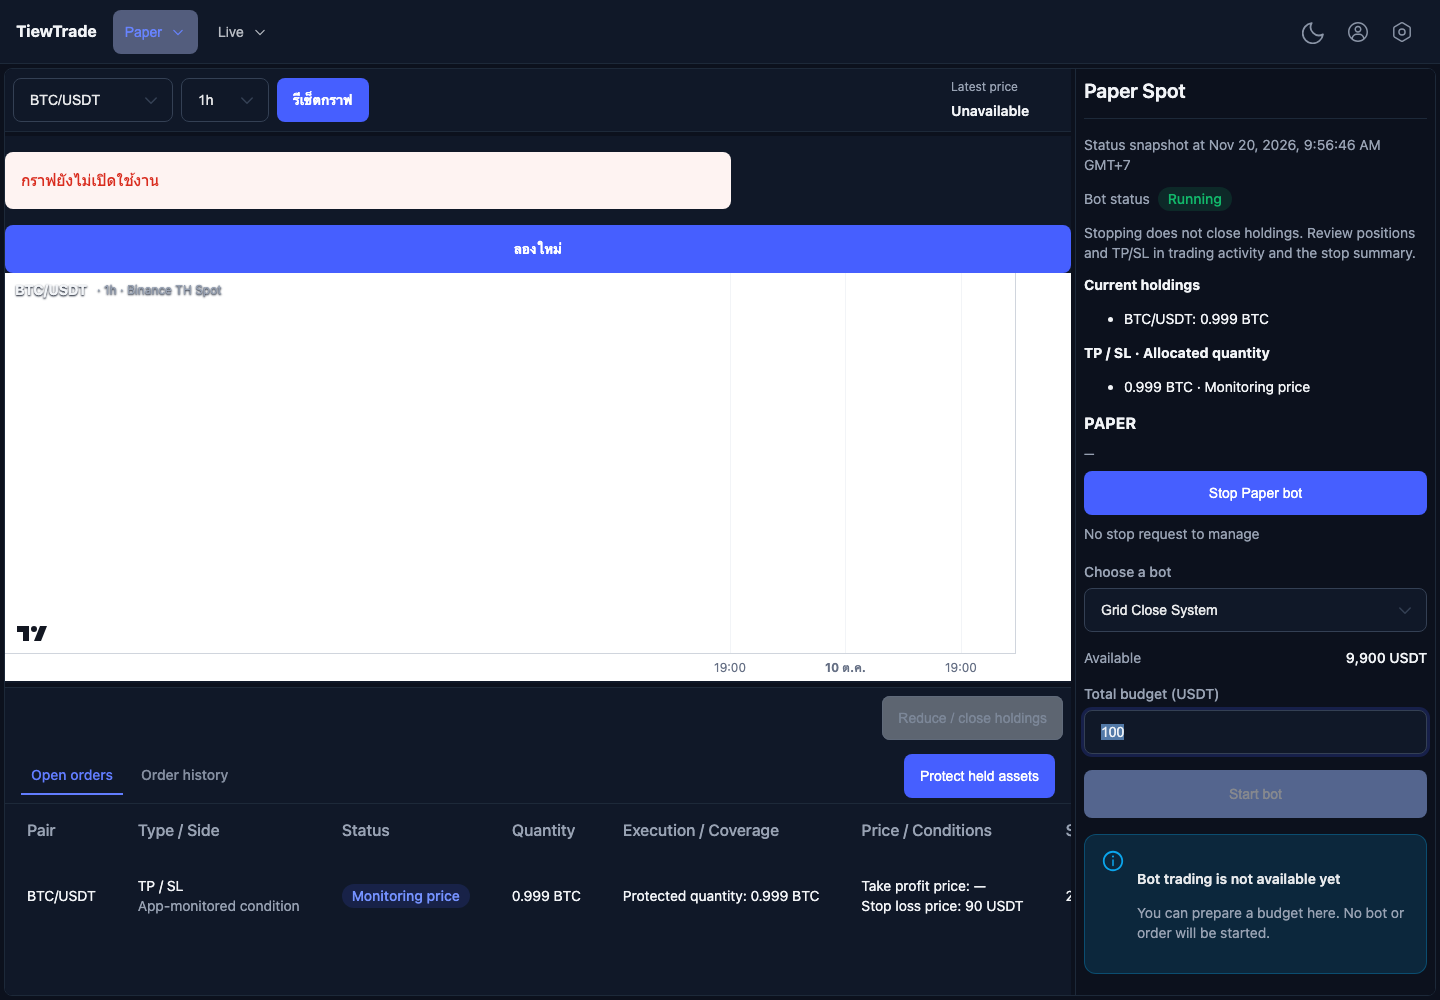 TiewTrade
Paper
Live
BTC/USDT
1h
รีเซ็ตกราฟ
Latest price
Unavailable
กราฟยังไม่เปิดใช้งาน
ลองใหม่
BTC/USDT · 1h · Binance TH Spot
19:00
10 ต.ค.
19:00
Reduce / close holdings
Open orders
Order history
Protect held assets
Pair
Type / Side
Status
Quantity
Execution / Coverage
Price / Conditions
BTC/USDT
TP / SL
App-monitored condition
Monitoring price
0.999 BTC
Protected quantity: 0.999 BTC
Take profit price: —
Stop loss price: 90 USDT
Paper Spot
Status snapshot at Nov 20, 2026, 9:56:46 AM
GMT+7
Bot status Running
Stopping does not close holdings. Review positions
and TP/SL in trading activity and the stop summary.
Current holdings
• BTC/USDT: 0.999 BTC
TP / SL · Allocated quantity
• 0.999 BTC · Monitoring price
PAPER
—
Stop Paper bot
No stop request to manage
Choose a bot
Grid Close System
Available 9,900 USDT
Total budget (USDT)
100
Start bot
Bot trading is not available yet
You can prepare a budget here. No bot or
order will be started.